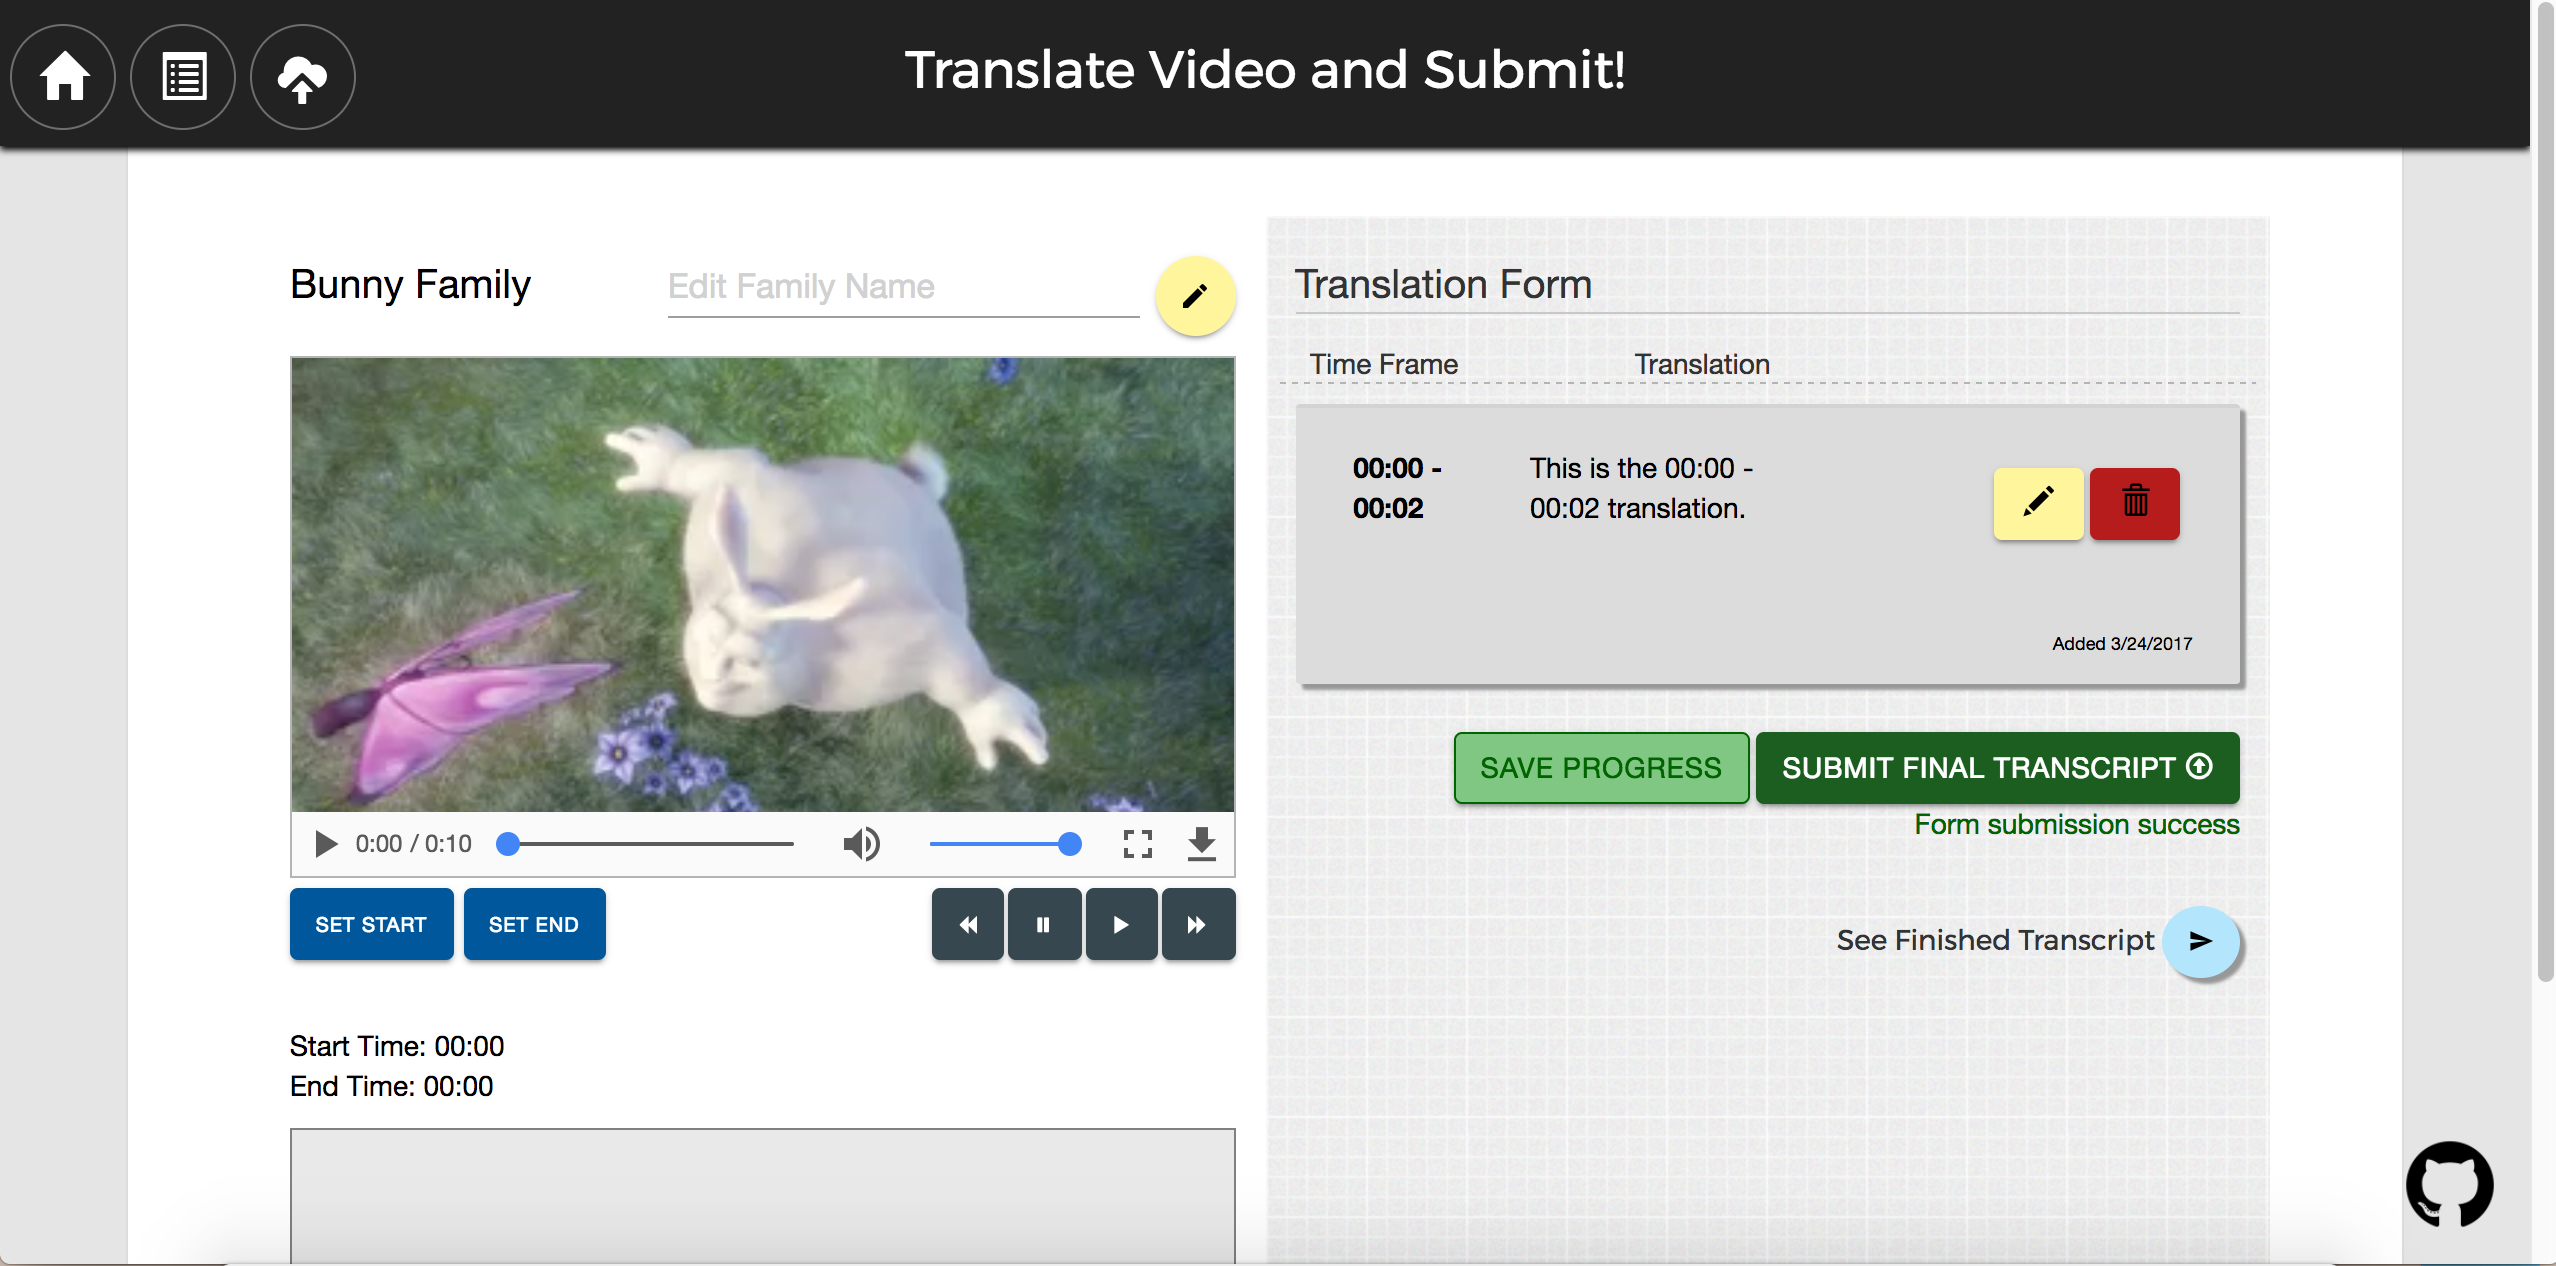 Translate Video and Submit!
Bunny Family
Edit Family Name
0:00 / 0:10
SET START
SET END
Start Time: 00:00
End Time: 00:00
Translation Form
Time Frame
Translation
00:00 -
00:02
This is the 00:00 -
00:02 translation.
Added 3/24/2017
SAVE PROGRESS
SUBMIT FINAL TRANSCRIPT
Form submission success
See Finished Transcript